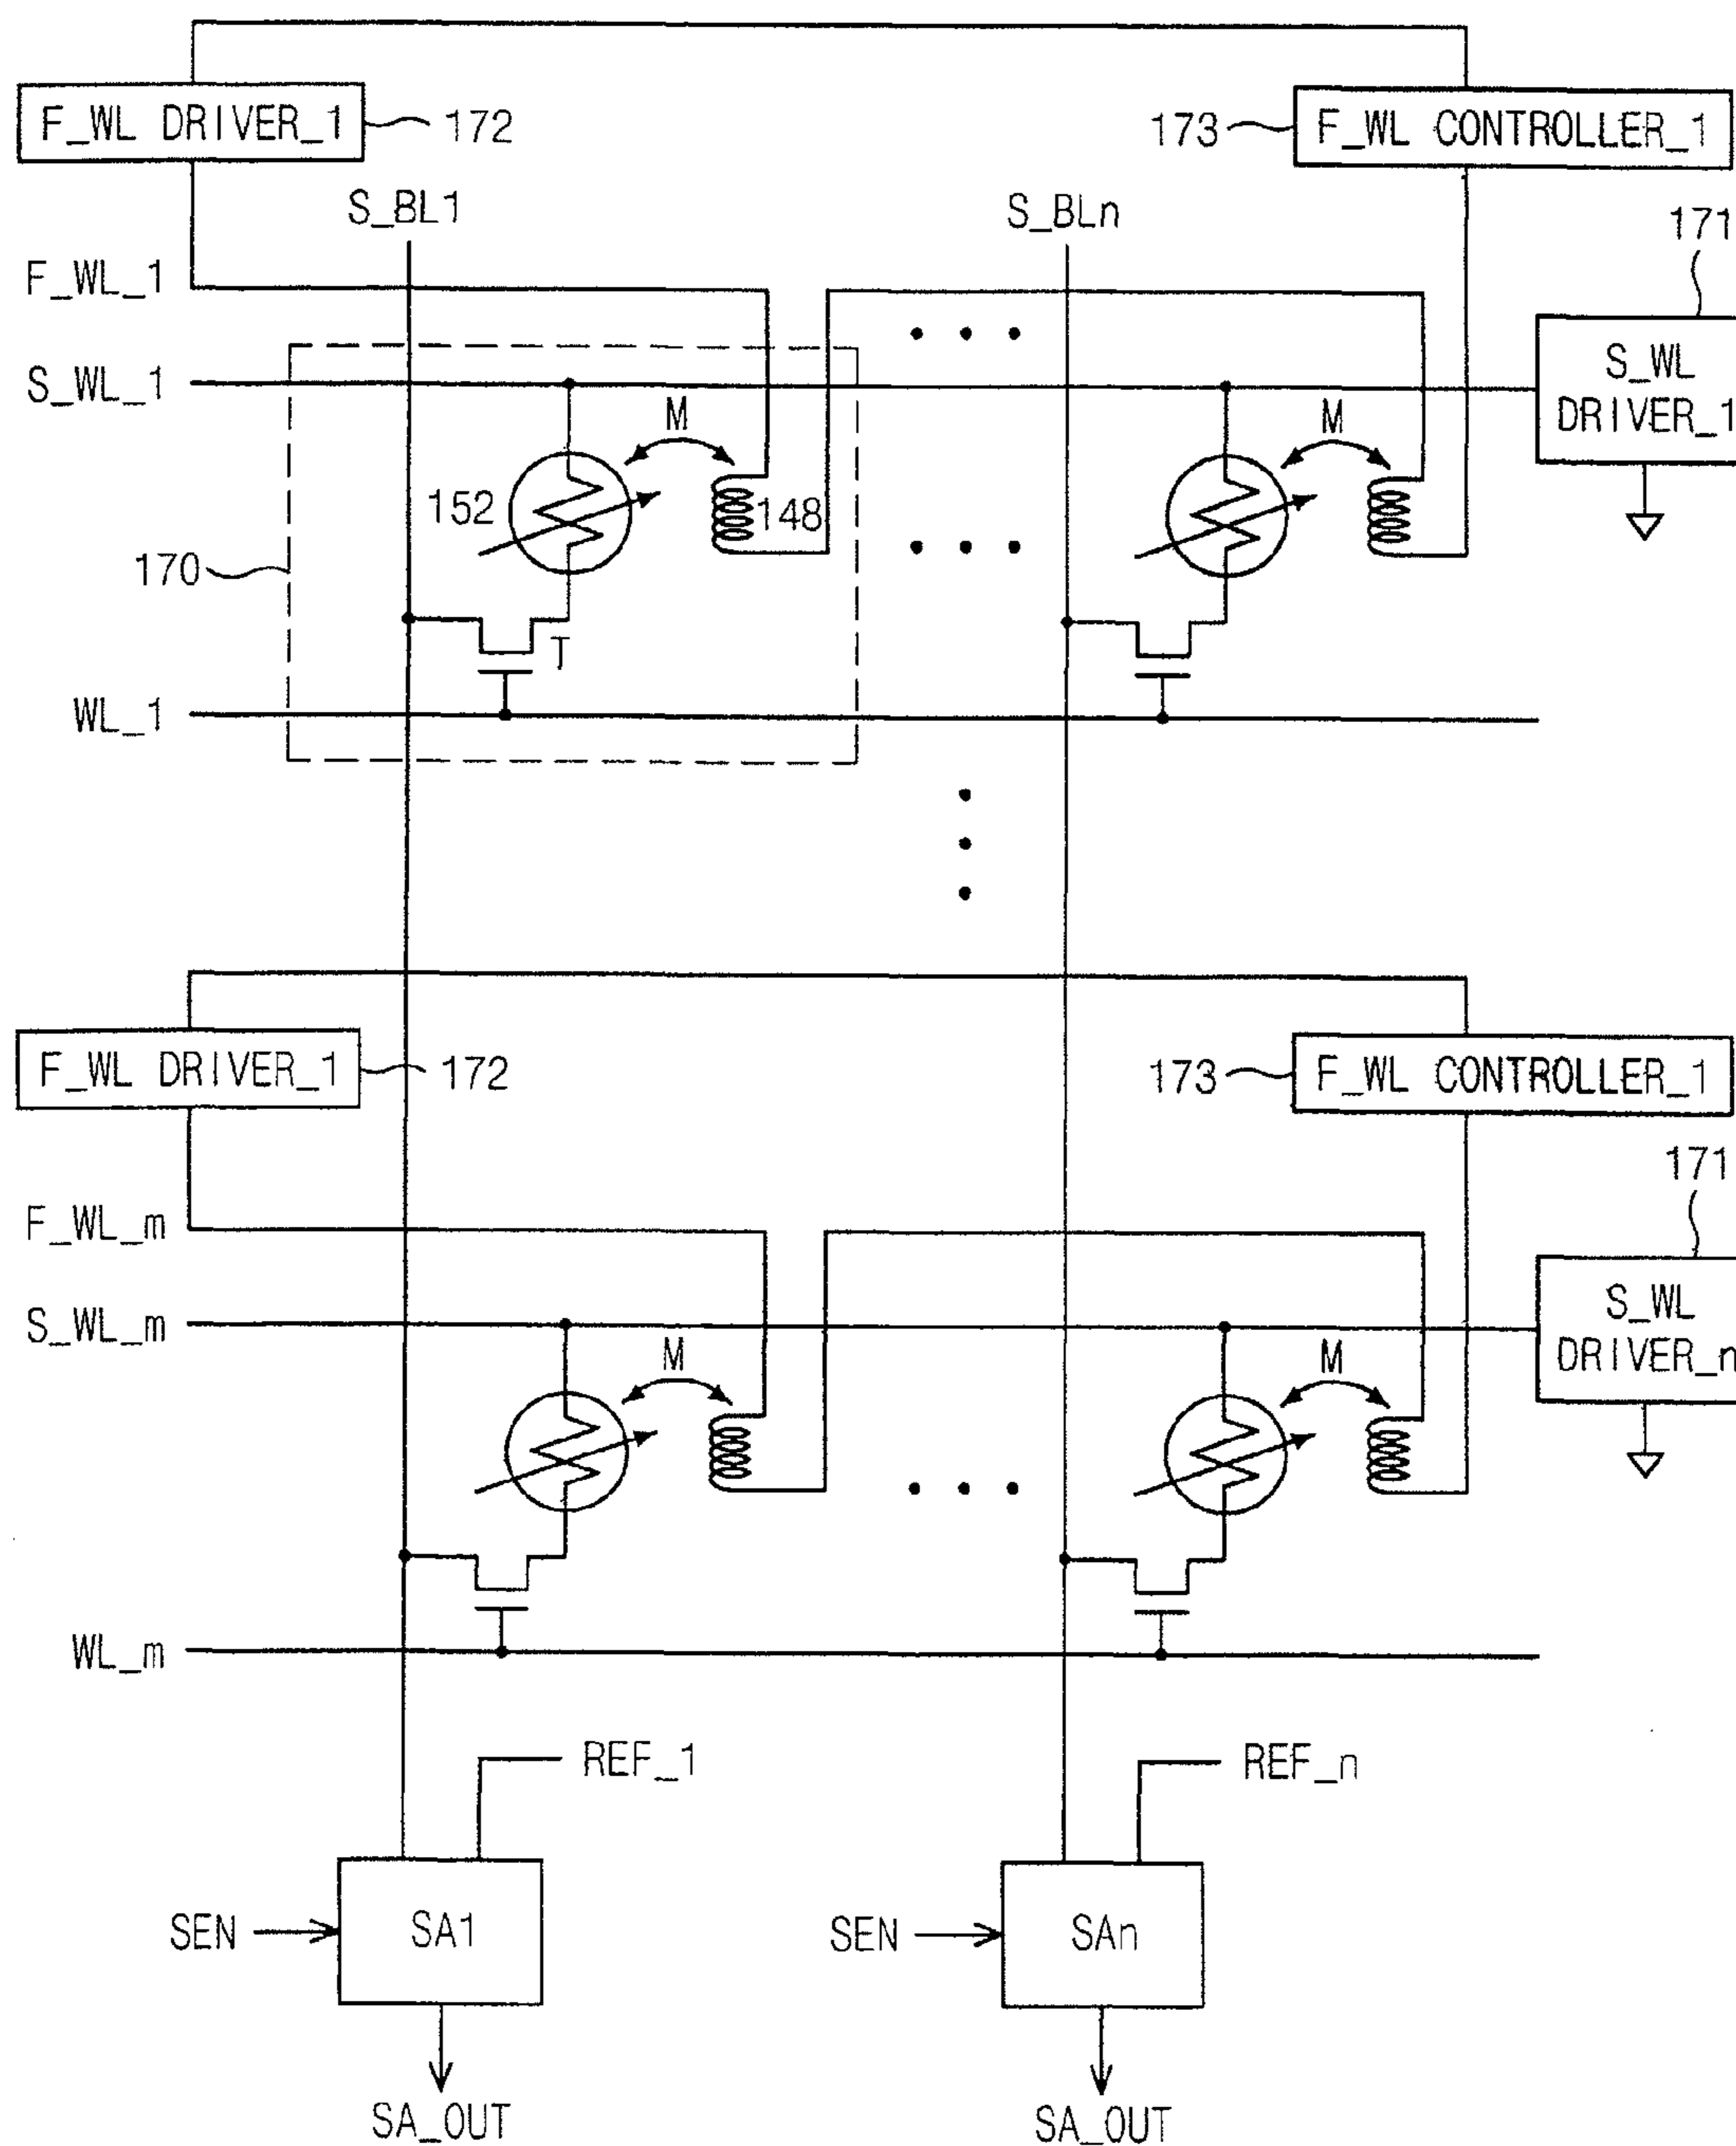 F_WL DRIVER_1
172
173
F_WL CONTROLLER_1
S_BL1
S_BLn
171
F_WL_1
S_WL_1
S_WL
DRIVER_1
M
M
152
148
170
T
WL_1
F_WL DRIVER_1
172
173
F_WL CONTROLLER_1
171
F_WL_m
S_WL_m
S_WL
DRIVER_n
M
M
WL_m
REF_1
REF_n
SEN
SA1
SEN
SAn
SA_OUT
SA_OUT